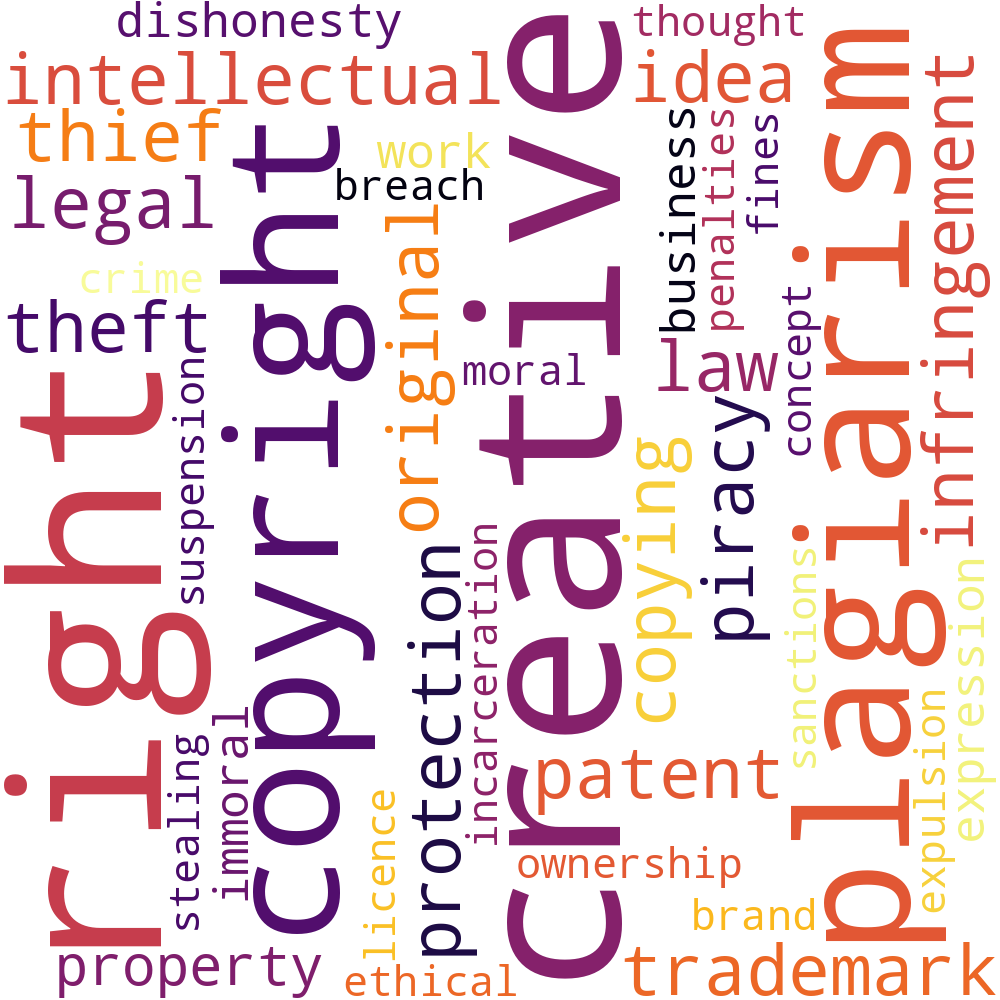 dishonesty
thought
intellectual
idea
creative
plagiarism
thief
work
breach
copyright
legal
business
penalties
fines
infringement
crime
original
theft
moral
law
concept
right
suspension
piracy
copying
protection
incarceration
sanctions
expression
stealing
immoral
patent
expulsion
licence
ownership
brand
property
ethical
trademark